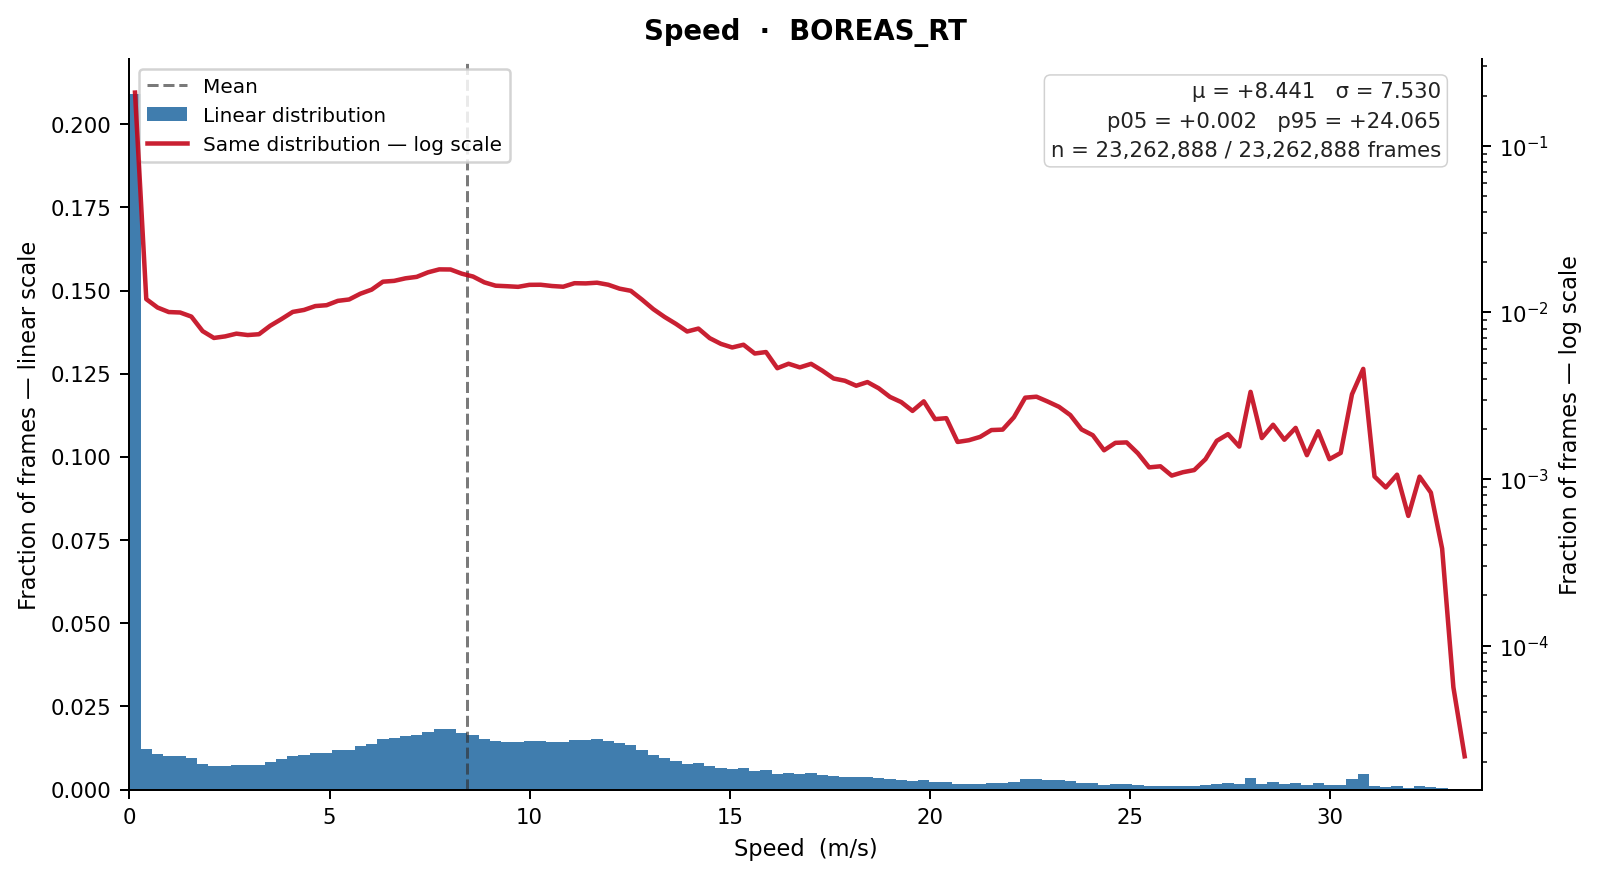 Speed · BOREAS_RT
Mean
Linear distribution
Same distribution — log scale
μ = +8.441 σ = 7.530
p05 = +0.002 p95 = +24.065
n = 23,262,888 / 23,262,888 frames
Fraction of frames — linear scale
0.200
0.175
0.150
0.125
0.100
0.075
0.050
0.025
0.000
10⁻¹
10⁻²
10⁻³
10⁻⁴
Fraction of frames — log scale
0 5 10 15 20 25 30
Speed (m/s)